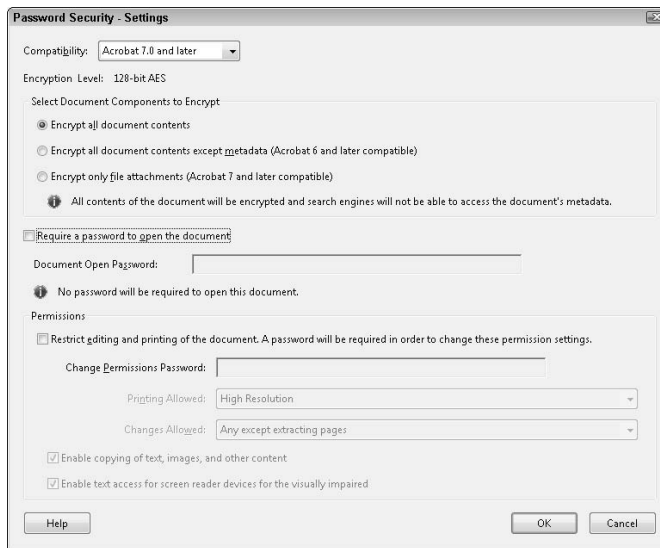 Password Security - Settings
Compatibility: Acrobat 7.0 and later
Encryption Level: 128-bit AES
Select Document Components to Encrypt
Encrypt all document contents
Encrypt all document contents except metadata (Acrobat 6 and later compatible)
Encrypt only file attachments (Acrobat 7 and later compatible)
All contents of the document will be encrypted and search engines will not be able to access the document's metadata.
Require a password to open the document
Document Open Password:
No password will be required to open this document.
Permissions
Restrict editing and printing of the document. A password will be required in order to change these permission settings.
Change Permissions Password:
Printing Allowed: High Resolution
Changes Allowed: Any except extracting pages
Enable copying of text, images, and other content
Enable text access for screen reader devices for the visually impaired
Help OK Cancel